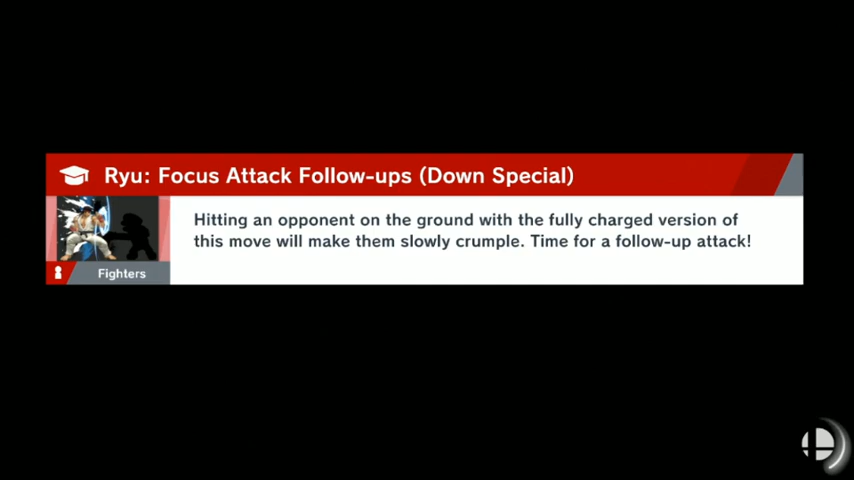 Ryu: Focus Attack Follow-ups (Down Special)
Hitting an opponent on the ground with the fully charged version of
this move will make them slowly crumple. Time for a follow-up attack!
Fighters